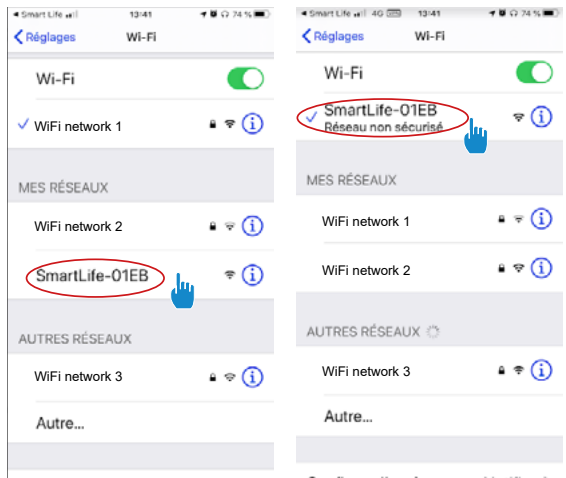 Smart Life
13:41
74 %
Réglages
Wi-Fi
Wi-Fi
WiFi network 1
MES RÉSEAUX
WiFi network 2
SmartLife-01EB
AUTRES RÉSEAUX
WiFi network 3
Autre...
Smart Life
4G
13:41
74 %
Réglages
Wi-Fi
Wi-Fi
SmartLife-01EB
Réseau non sécurisé
MES RÉSEAUX
WiFi network 1
WiFi network 2
AUTRES RÉSEAUX
WiFi network 3
Autre...